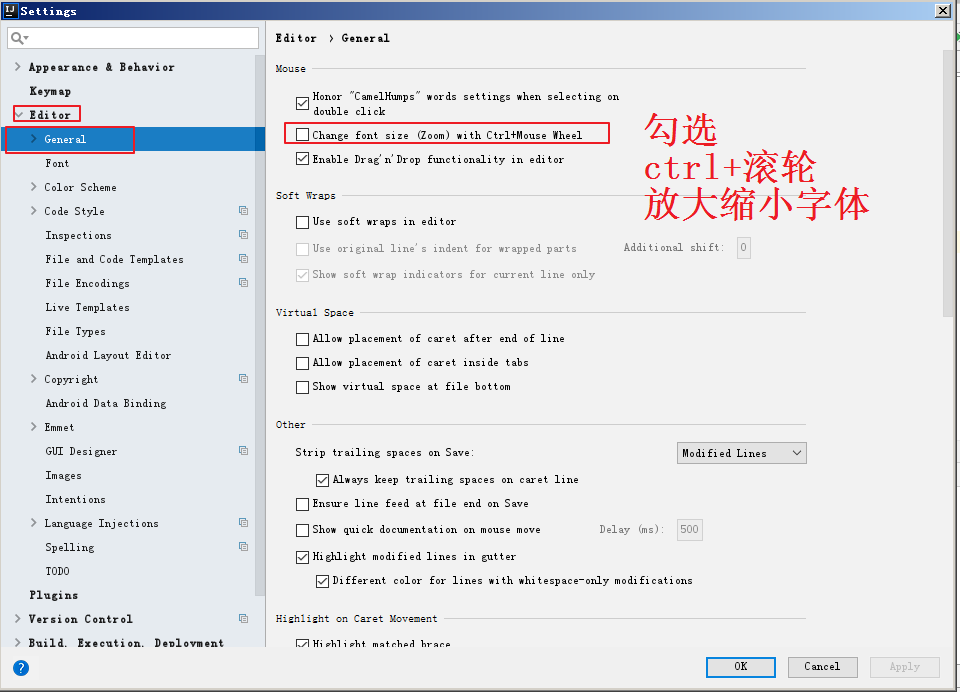 Settings
Appearance & Behavior
Keymap
Editor
General
Font
Color Scheme
Code Style
Inspections
File and Code Templates
File Encodings
Live Templates
File Types
Android Layout Editor
Copyright
Android Data Binding
Emmet
GUI Designer
Images
Intentions
Language Injections
Spelling
TODO
Plugins
Version Control
Build, Execution, Deployment
Editor › General
Mouse
Honor "CamelHumps" words settings when selecting on
double click
Change font size (Zoom) with Ctrl+Mouse Wheel
Enable Drag'n'Drop functionality in editor
勾选
ctrl+滚轮
放大缩小字体
Soft Wraps
Use soft wraps in editor
Use original line's indent for wrapped parts Additional shift: 0
Show soft wrap indicators for current line only
Virtual Space
Allow placement of caret after end of line
Allow placement of caret inside tabs
Show virtual space at file bottom
Other
Strip trailing spaces on Save: Modified Lines
Always keep trailing spaces on caret line
Ensure line feed at file end on Save
Show quick documentation on mouse move Delay (ms): 500
Highlight modified lines in gutter
Different color for lines with whitespace-only modifications
Highlight on Caret Movement
Highlight matched brace
? OK Cancel Apply